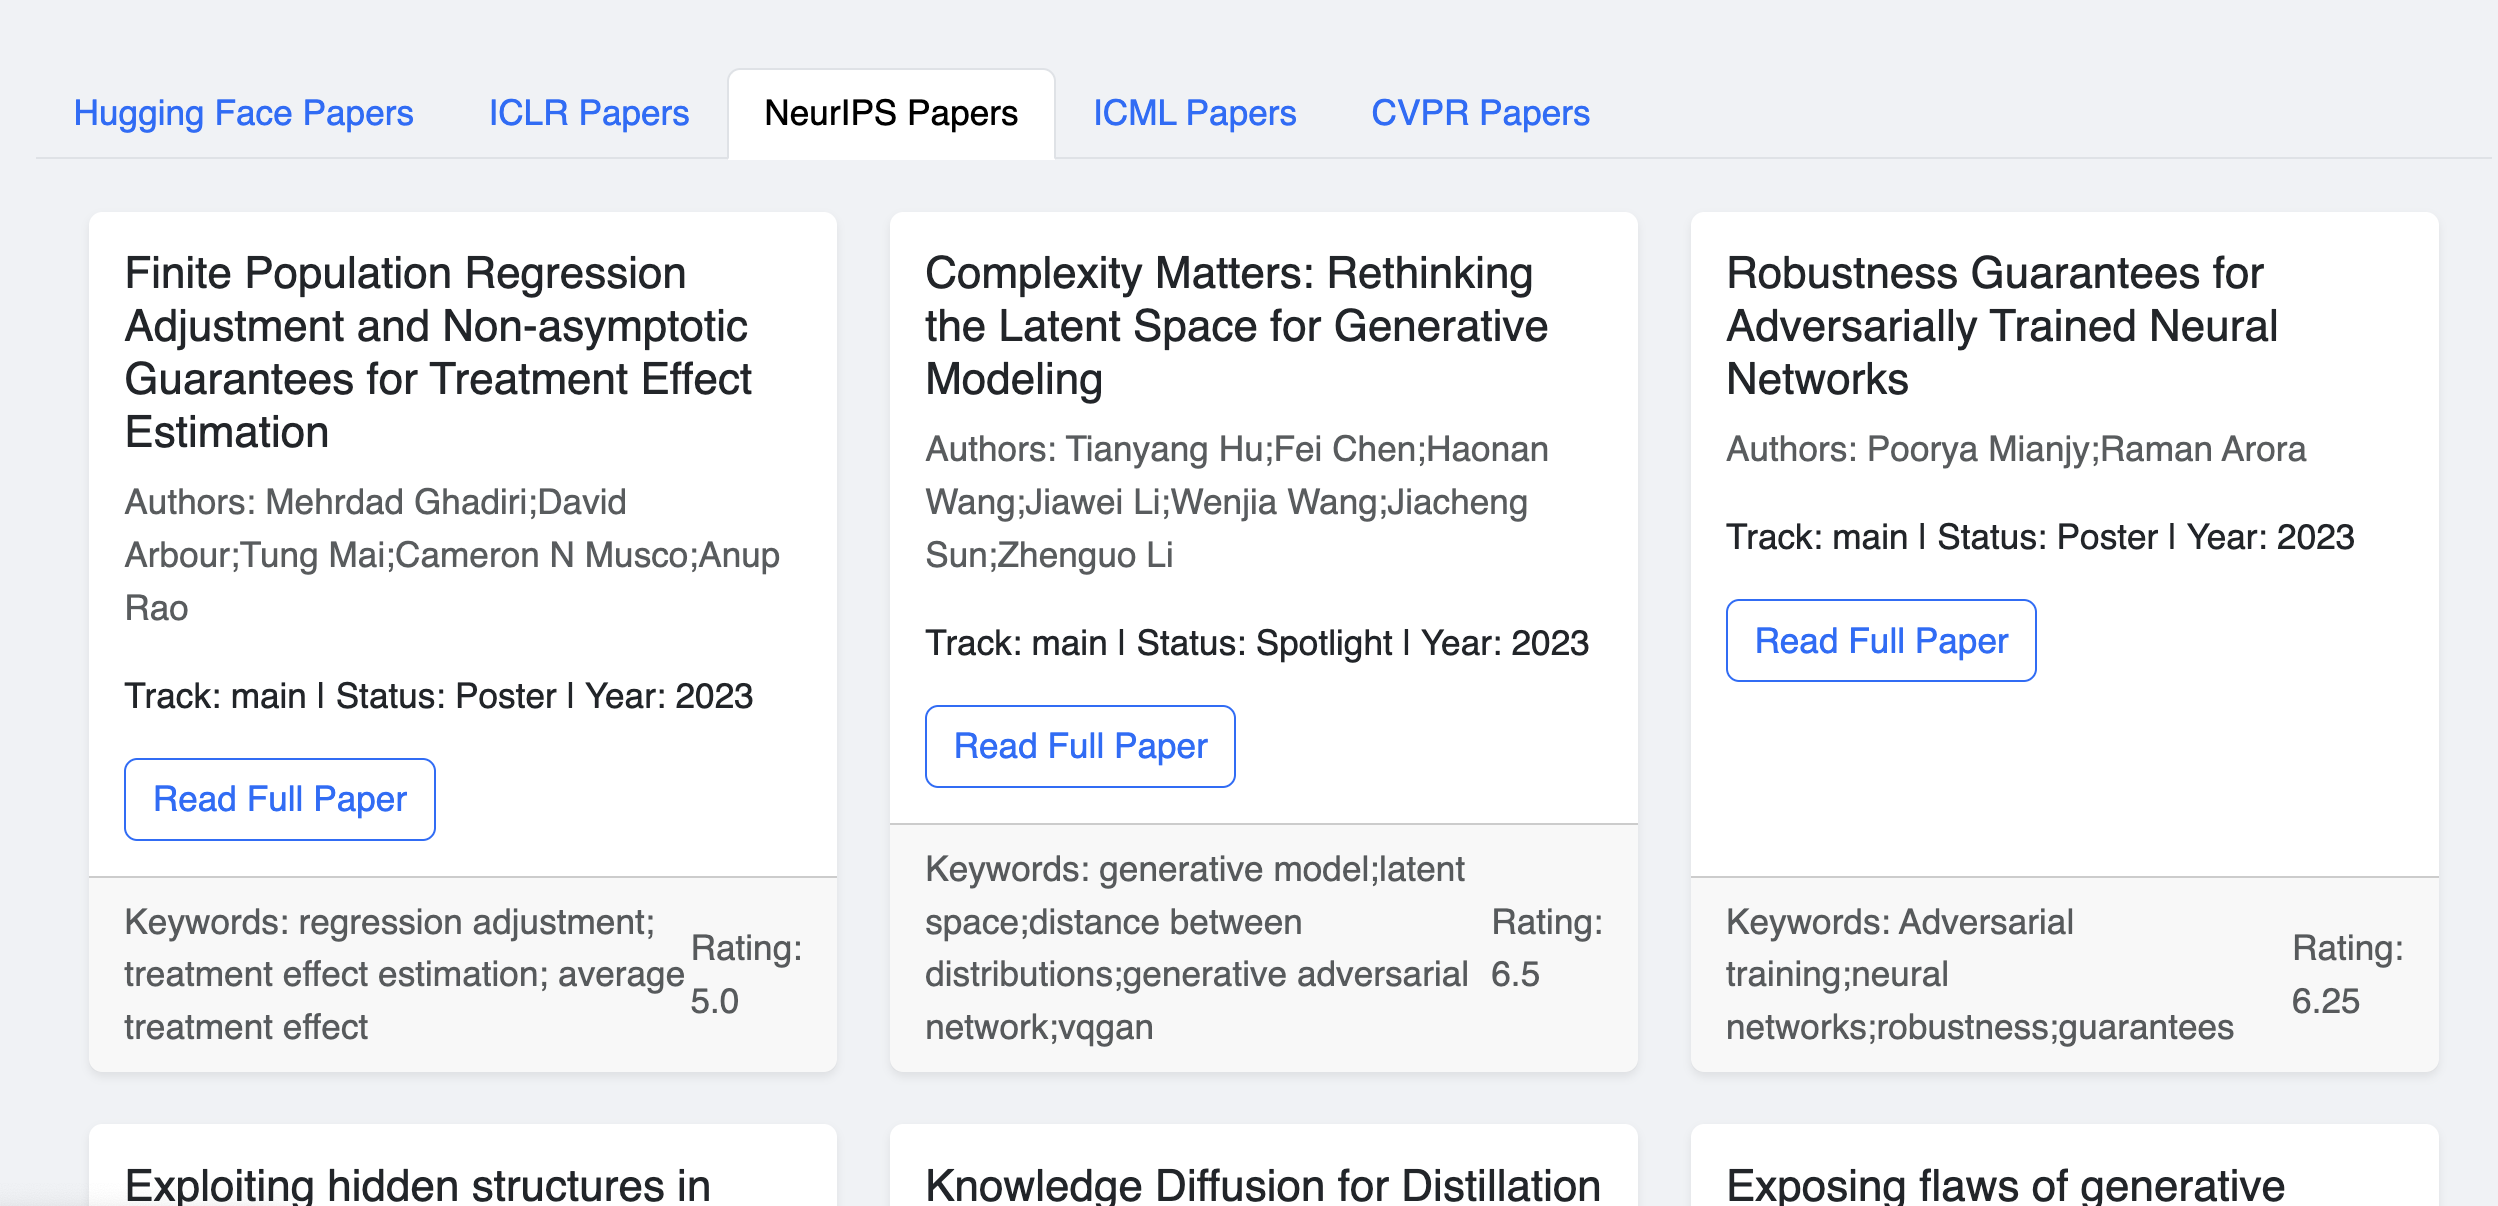 Hugging Face Papers
ICLR Papers
NeurIPS Papers
ICML Papers
CVPR Papers
Finite Population Regression
Adjustment and Non-asymptotic
Guarantees for Treatment Effect
Estimation
Authors: Mehrdad Ghadiri;David
Arbour;Tung Mai;Cameron N Musco;Anup
Rao
Track: main | Status: Poster | Year: 2023
Read Full Paper
Keywords: regression adjustment;
treatment effect estimation; average
treatment effect
Rating:
5.0
Complexity Matters: Rethinking
the Latent Space for Generative
Modeling
Authors: Tianyang Hu;Fei Chen;Haonan
Wang;Jiawei Li;Wenjia Wang;Jiacheng
Sun;Zhenguo Li
Track: main | Status: Spotlight | Year: 2023
Read Full Paper
Keywords: generative model;latent
space;distance between
distributions;generative adversarial
network;vqgan
Rating:
6.5
Robustness Guarantees for
Adversarially Trained Neural
Networks
Authors: Poorya Mianjy;Raman Arora
Track: main | Status: Poster | Year: 2023
Read Full Paper
Keywords: Adversarial
training;neural
networks;robustness;guarantees
Rating:
6.25
Exploiting hidden structures in
Knowledge Diffusion for Distillation
Exposing flaws of generative